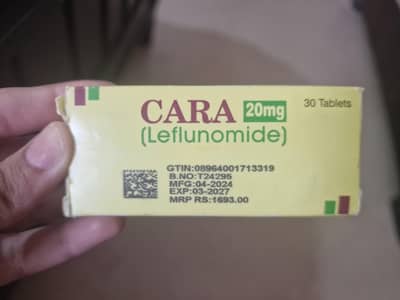 CARA 20mg 30 Tablets
(Leflunomide)
GTIN:08964001713319
B.NO:T24295
MFG:04-2024
EXP:03-2027
MRP RS:1693.00